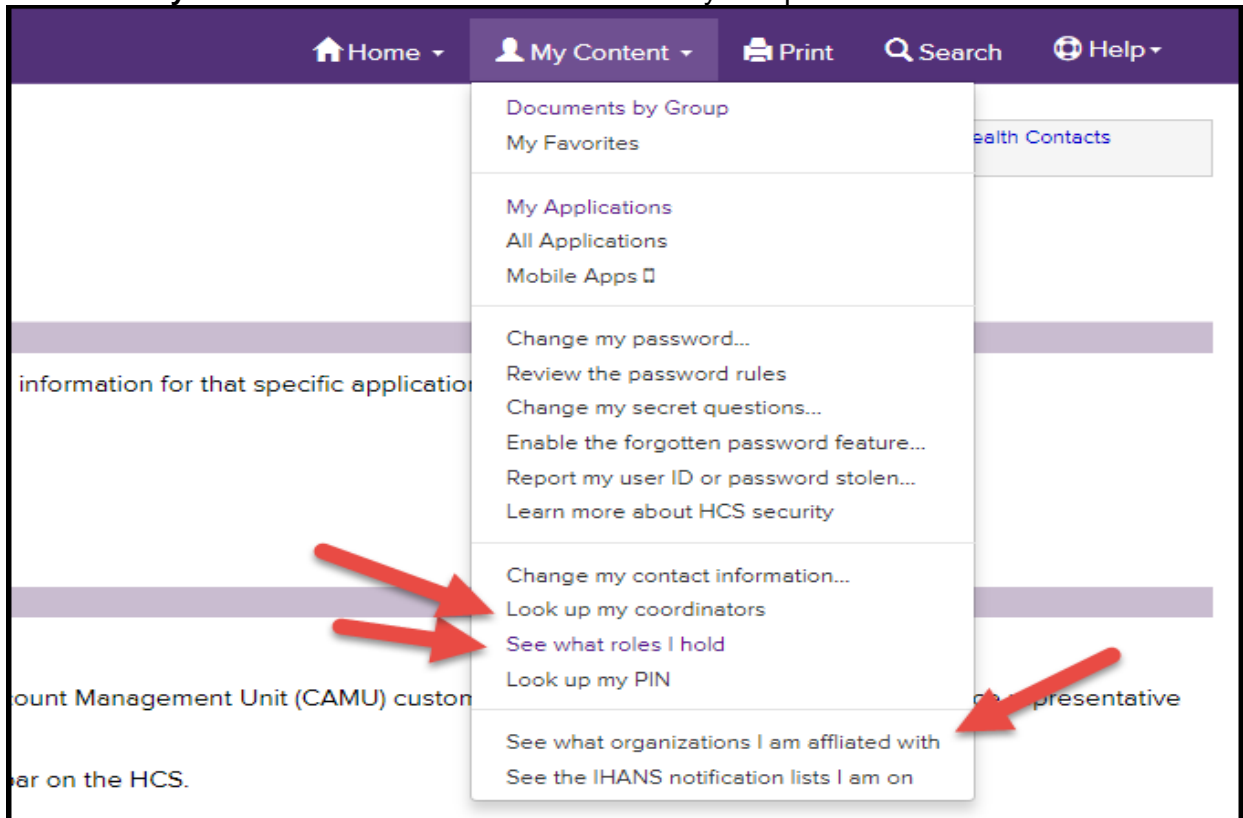 Home
My Content
Print
Search
Help
Documents by Group
My Favorites
ealth Contacts
My Applications
All Applications
Mobile Apps
Change my password...
information for that specific application
Review the password rules
Change my secret questions...
Enable the forgotten password feature...
Report my user ID or password stolen...
Learn more about HCS security
Change my contact information...
Look up my coordinators
See what roles I hold
Look up my PIN
ount Management Unit (CAMU) custom
presentative
See what organizations I am affliated with
See the IHANS notification lists I am on
ar on the HCS.